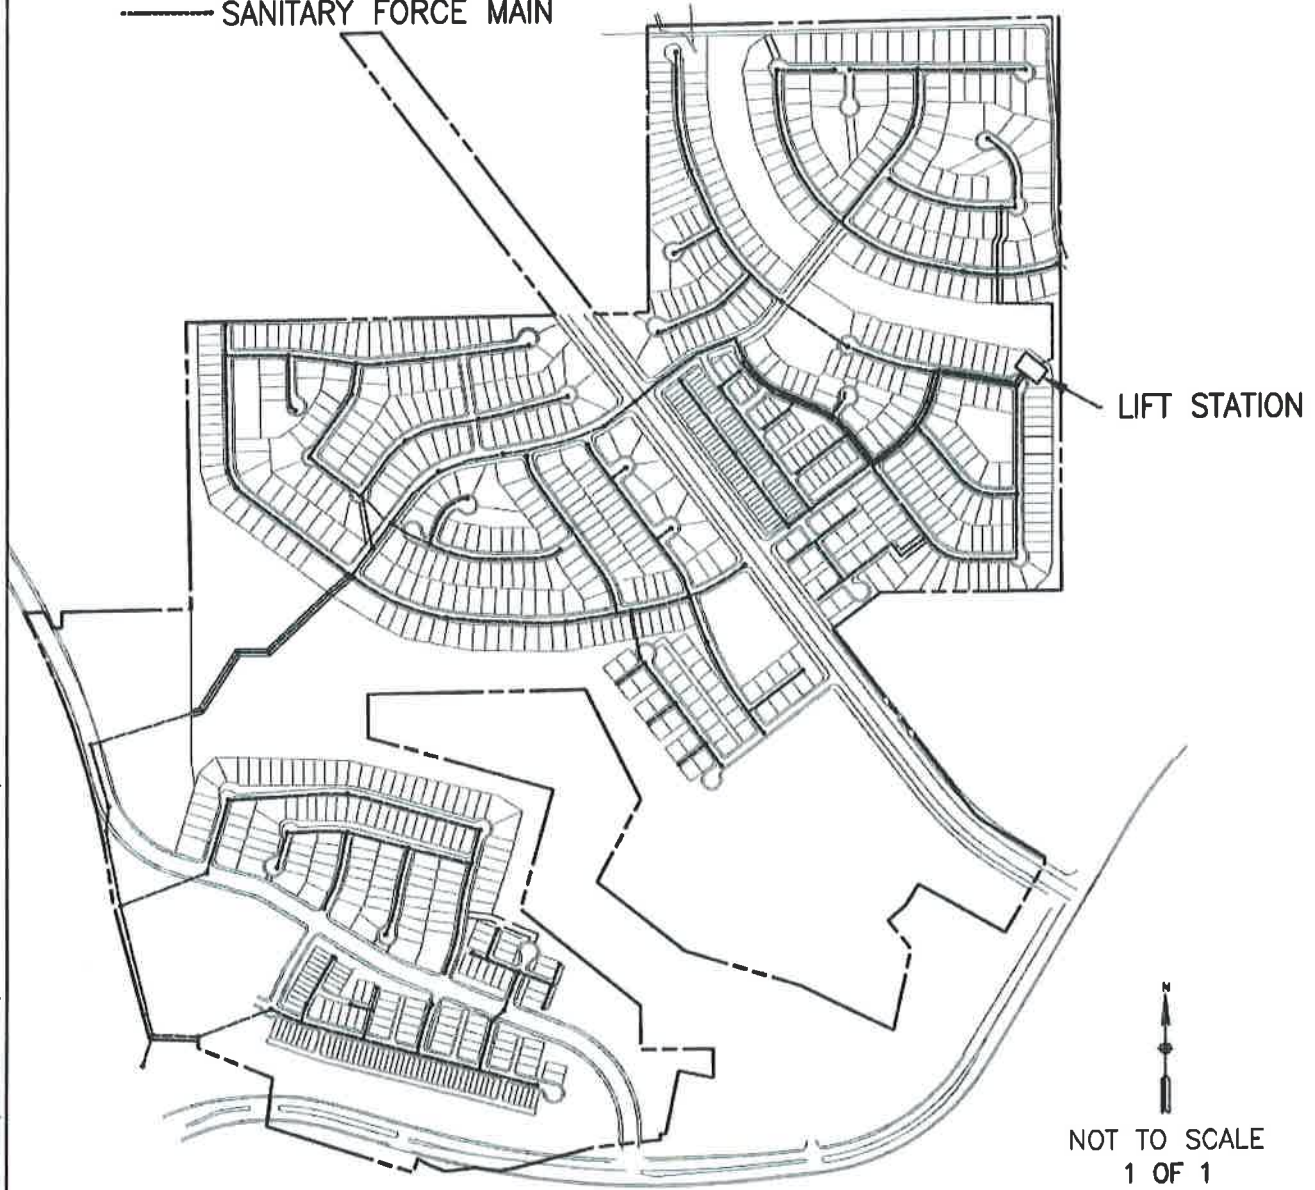 SANITARY FORCE MAIN
LIFT STATION
N
NOT TO SCALE
1 OF 1